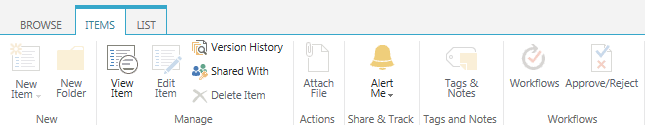 BROWSE ITEMS LIST
New Item
New Folder
View Item
Edit Item
Version History
Shared With
Delete Item
Attach File
Alert Me
Tags & Notes
Workflows
Approve/Reject
New
Manage
Actions
Share & Track
Tags and Notes
Workflows